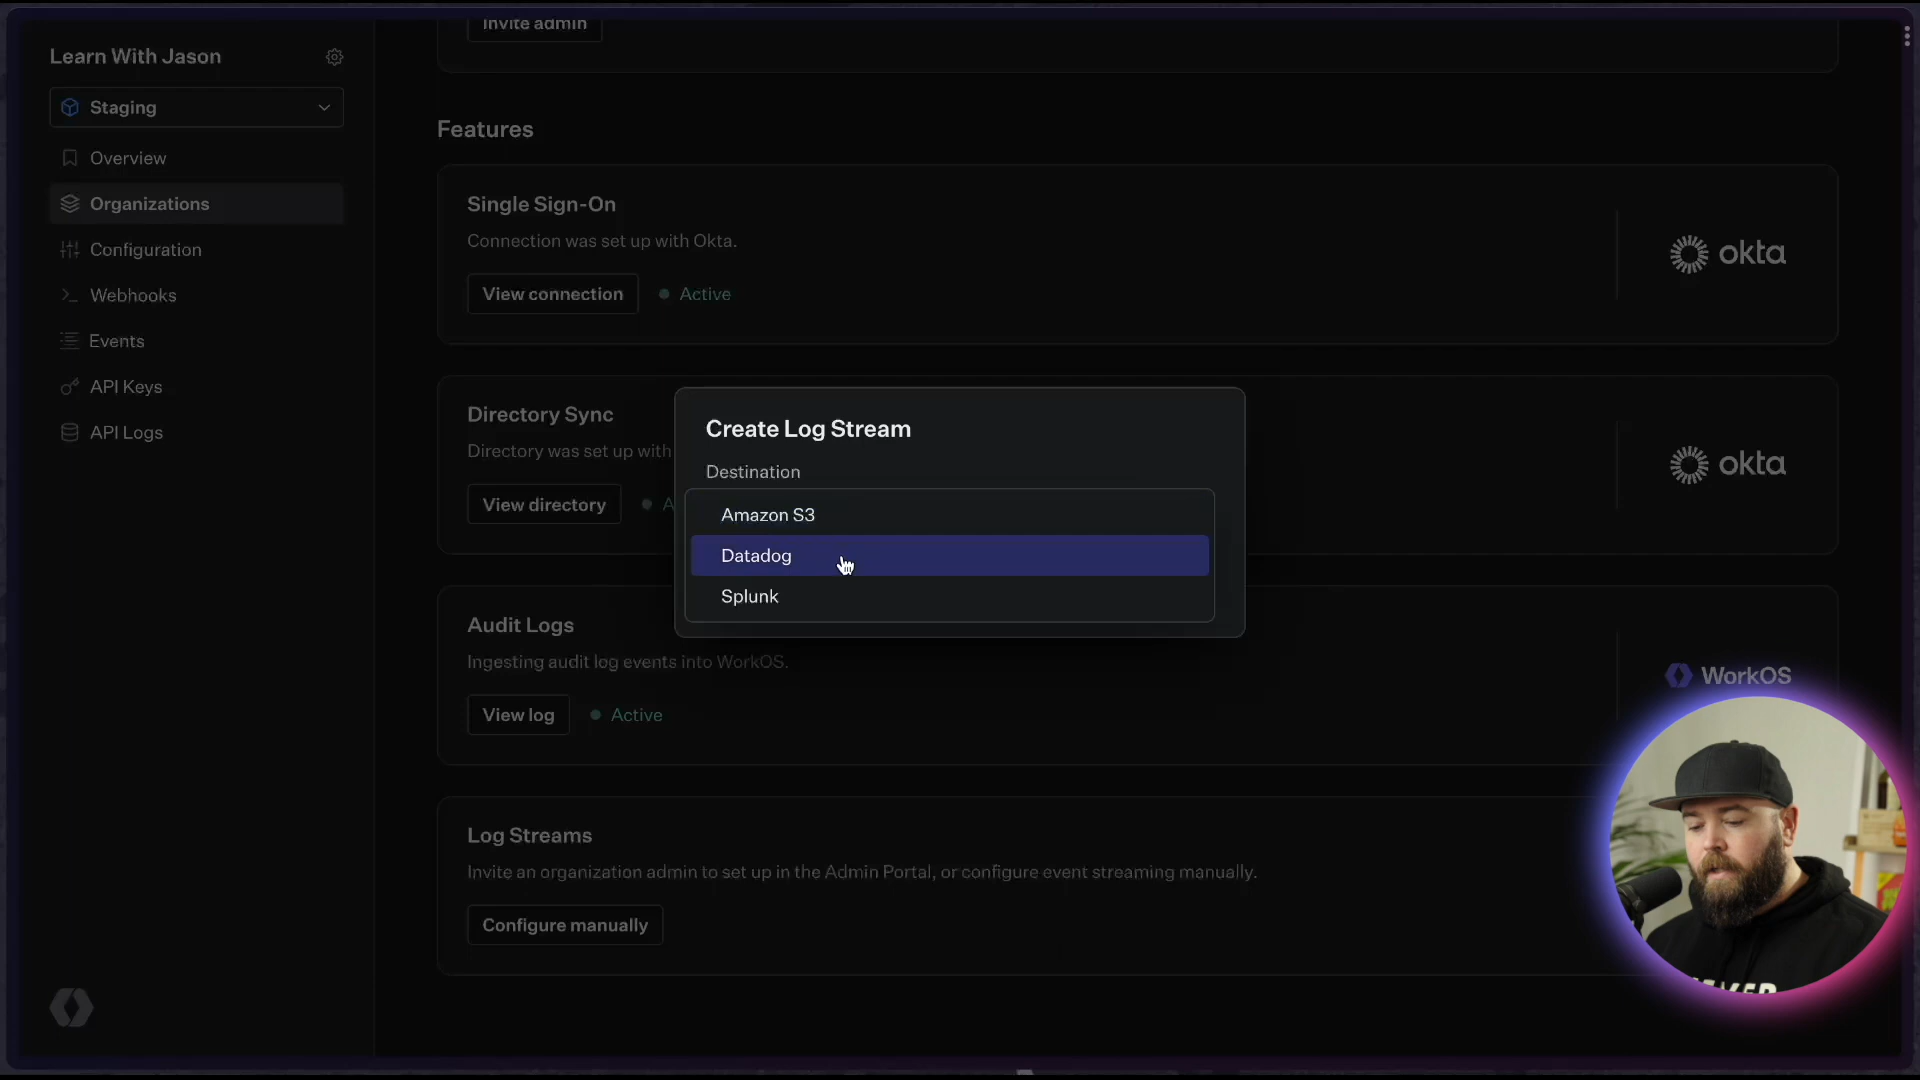 Invite admin
Learn With Jason
Staging
Overview
Organizations
Configuration
Webhooks
Events
API Keys
API Logs
Features
Single Sign-On
Connection was set up with Okta.
View connection
Active
okta
Directory Sync
Directory was set up with
View directory
A
okta
Create Log Stream
Destination
Amazon S3
Datadog
Splunk
Audit Logs
Ingesting audit log events into WorkOS.
View log
Active
WorkOS
Log Streams
Invite an organization admin to set up in the Admin Portal, or configure event streaming manually.
Configure manually